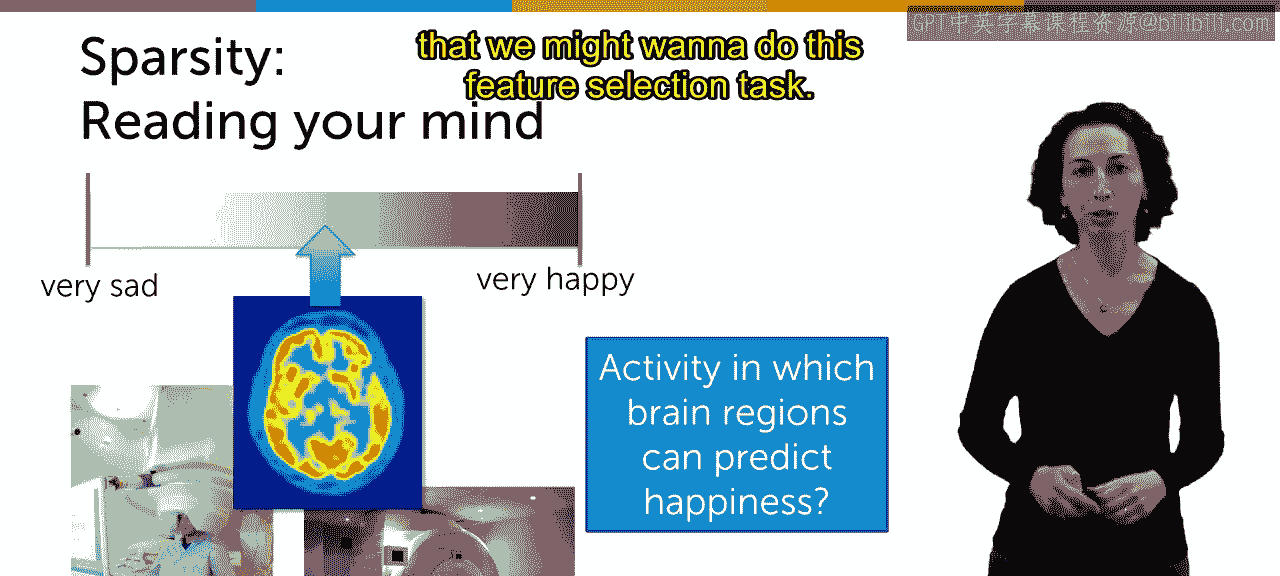 GPT中英字幕课程资源@bilibili.com
that we might wanna do this
feature selection task.
Sparsity:
Reading your mind
very sad
very happy
Activity in which
brain regions
can predict
happiness?